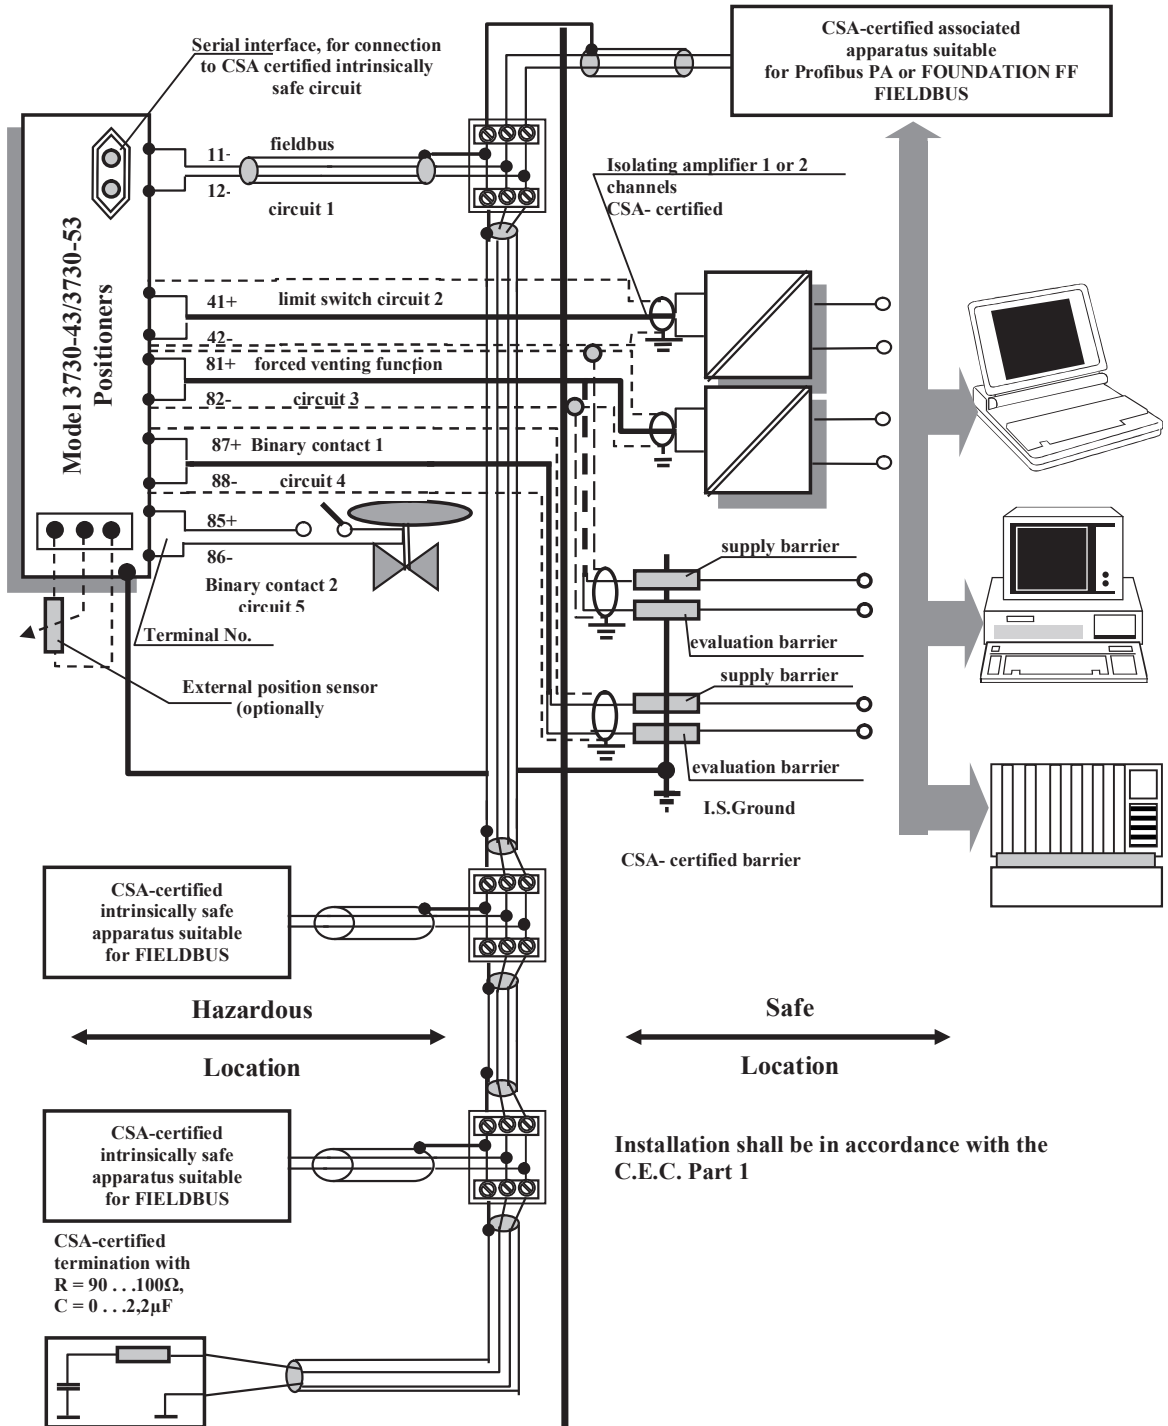 Serial interface, for connection
to CSA certified intrinsically
safe circuit
CSA-certified associated
apparatus suitable
for Profibus PA or FOUNDATION FF
FIELDBUS
11-
fieldbus
12-
circuit 1
Isolating amplifier 1 or 2
channels
CSA- certified
Model 3730-43/3730-53
Positioners
41+
limit switch circuit 2
42-
81+
forced venting function
82-
circuit 3
87+ Binary contact 1
88-
circuit 4
85+
86-
Binary contact 2
circuit 5
Terminal No.
External position sensor
(optionally
supply barrier
evaluation barrier
supply barrier
evaluation barrier
I.S.Ground
CSA- certified barrier
CSA-certified
intrinsically safe
apparatus suitable
for FIELDBUS
Hazardous
Location
Safe
Location
CSA-certified
intrinsically safe
apparatus suitable
for FIELDBUS
Installation shall be in accordance with the
C.E.C. Part 1
CSA-certified
termination with
R = 90 . . .100Ω,
C = 0 . . .2,2µF